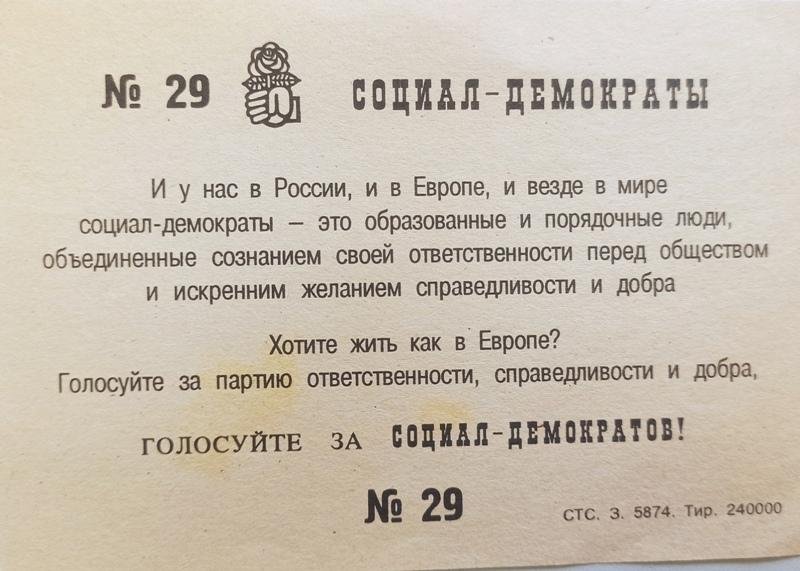 № 29 СОЦИАЛ-ДЕМОКРАТЫ
И у нас в России, и в Европе, и везде в мире
социал-демократы – это образованные и порядочные люди,
объединенные сознанием своей ответственности перед обществом
и искренним желанием справедливости и добра
Хотите жить как в Европе?
Голосуйте за партию ответственности, справедливости и добра,
ГОЛОСУЙТЕ ЗА СОЦИАЛ-ДЕМОКРАТОВ!
№ 29
СТС. З. 5874. Тир. 240000